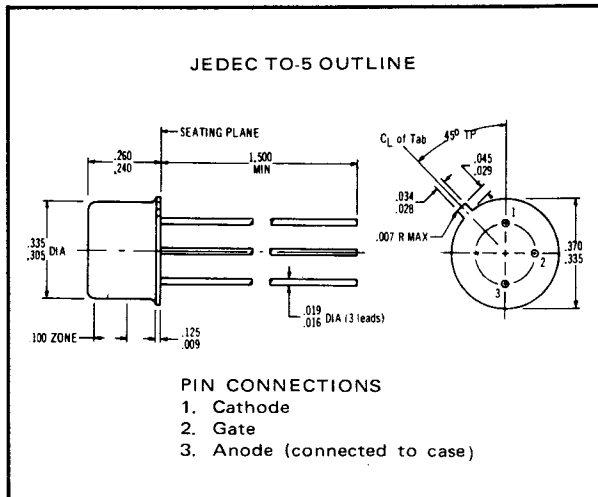 JEDEC TO-5 OUTLINE
SEATING PLANE
.260
.240
1.500
MIN
C_L of Tab
45° TP
.045
.029
.034
.028
.007 R MAX
1
2
3
.370
.335
.335
.305 DIA
.100 ZONE
.125
.009
.019
.016 DIA (3 leads)
PIN CONNECTIONS
1. Cathode
2. Gate
3. Anode (connected to case)